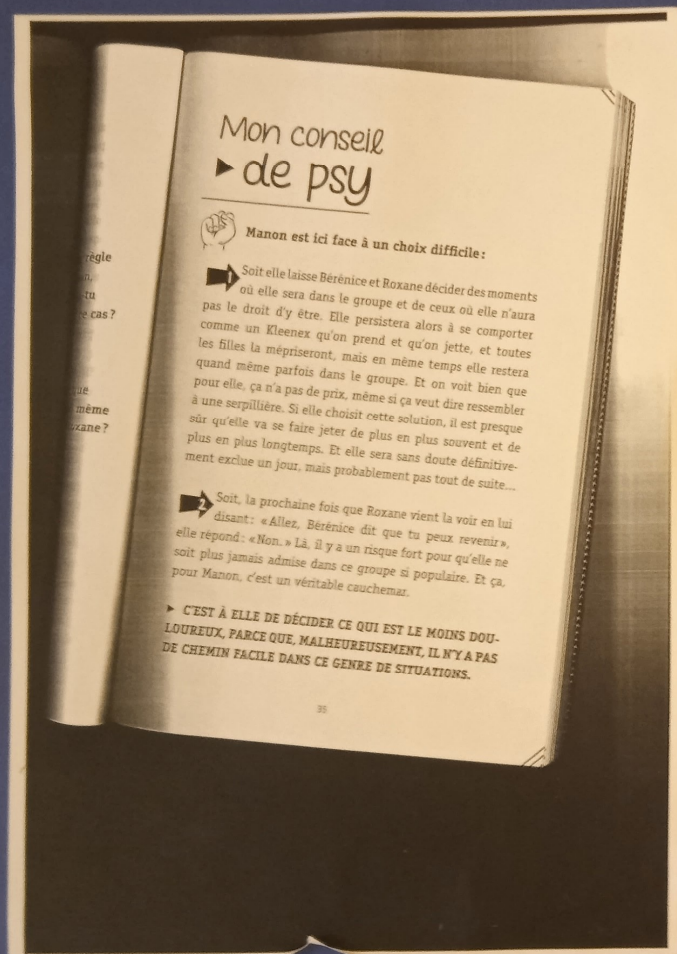 règle
tu
cas ?
même
Mon conseil
► de psy
Manon est ici face à un choix difficile :
1 Soit elle laisse Bérénice et Roxane décider des moments
où elle sera dans le groupe et de ceux où elle n'aura
pas le droit d'y être. Elle persistera alors à se comporter
comme un Kleenex qu'on prend et qu'on jette, et toutes
les filles la mépriseront, mais en même temps elle restera
quand même parfois dans le groupe. Et on voit bien que
pour elle, ça n'a pas de prix, même si ça veut dire ressembler
à une serpillière. Si elle choisit cette solution, il est presque
sûr qu'elle va se faire jeter de plus en plus souvent et de
plus en plus longtemps. Et elle sera sans doute définitive-
ment exclue un jour, mais probablement pas tout de suite...
2 Soit, la prochaine fois que Roxane vient la voir en lui
disant : « Allez, Bérénice dit que tu peux revenir »,
elle répond : « Non. » Là, il y a un risque fort pour qu'elle ne
soit plus jamais admise dans ce groupe si populaire. Et ça,
pour Manon, c'est un véritable cauchemar.
► C'EST À ELLE DE DÉCIDER CE QUI EST LE MOINS DOU-
LOUREUX, PARCE QUE, MALHEUREUSEMENT, IL N'Y A PAS
DE CHEMIN FACILE DANS CE GENRE DE SITUATIONS.
35